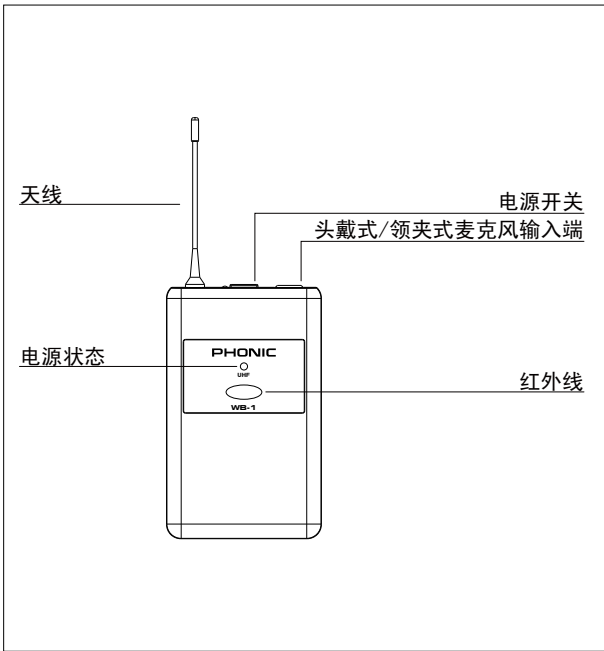 天线
电源开关
头戴式/领夹式麦克风输入端
电源状态
PHONIC
UHF
红外线
WB-1